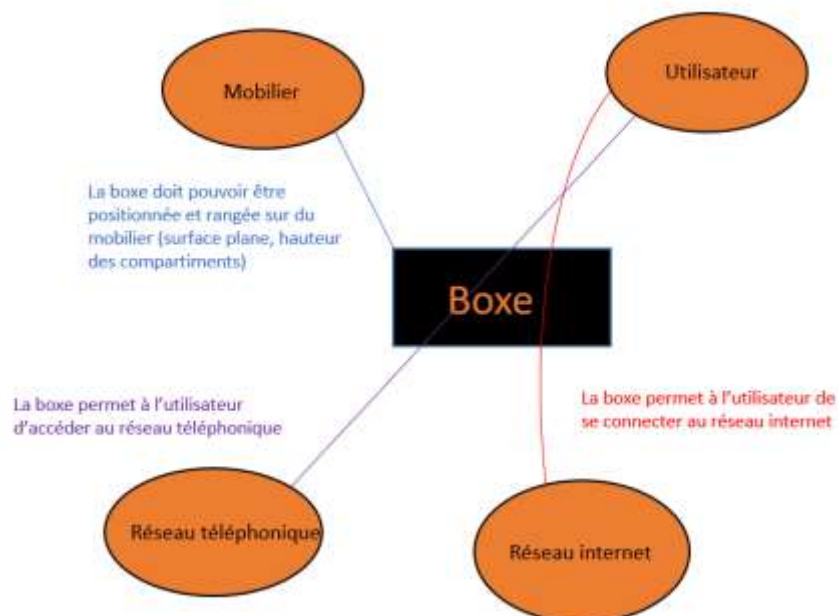 Mobilier
Utilisateur
La boxe doit pouvoir être
positionnée et rangée sur du
mobilier (surface plane, hauteur
des compartiments)
Boxe
La boxe permet à l'utilisateur
d'accéder au réseau téléphonique
La boxe permet à l'utilisateur de
se connecter au réseau internet
Réseau téléphonique
Réseau internet